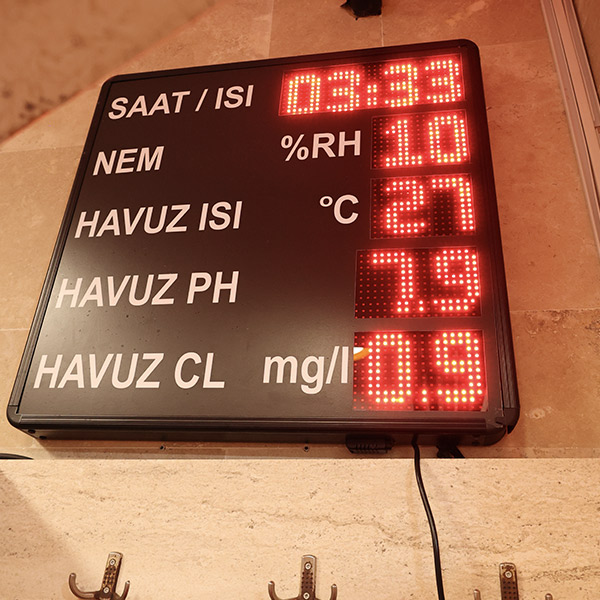 SAAT / ISI 03:33
NEM %RH 10
HAVUZ ISI °C 27
HAVUZ PH 7.9
HAVUZ CL mg/l 0.9